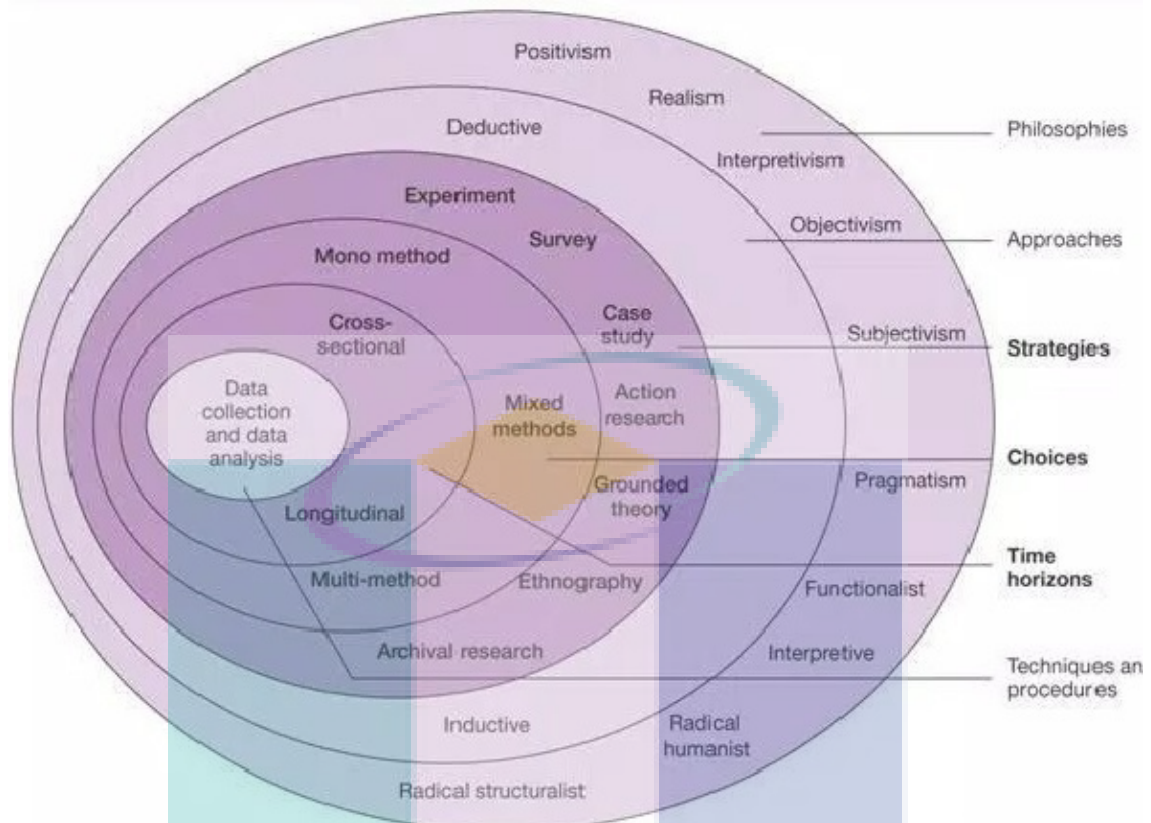 Positivism
Realism
Deductive
Philosophies
Interpretivism
Experiment
Objectivism
Survey
Approaches
Mono method
Case
study
Cross-
sectional
Subjectivism
Strategies
Data
collection
and data
analysis
Mixed
methods
Action
research
Choices
Pragmatism
Grounded
theory
Longitudinal
Time
horizons
Multi-method
Ethnography
Functionalist
Archival research
Interpretive
Techniques an
procedures
Inductive
Radical
humanist
Radical structuralist